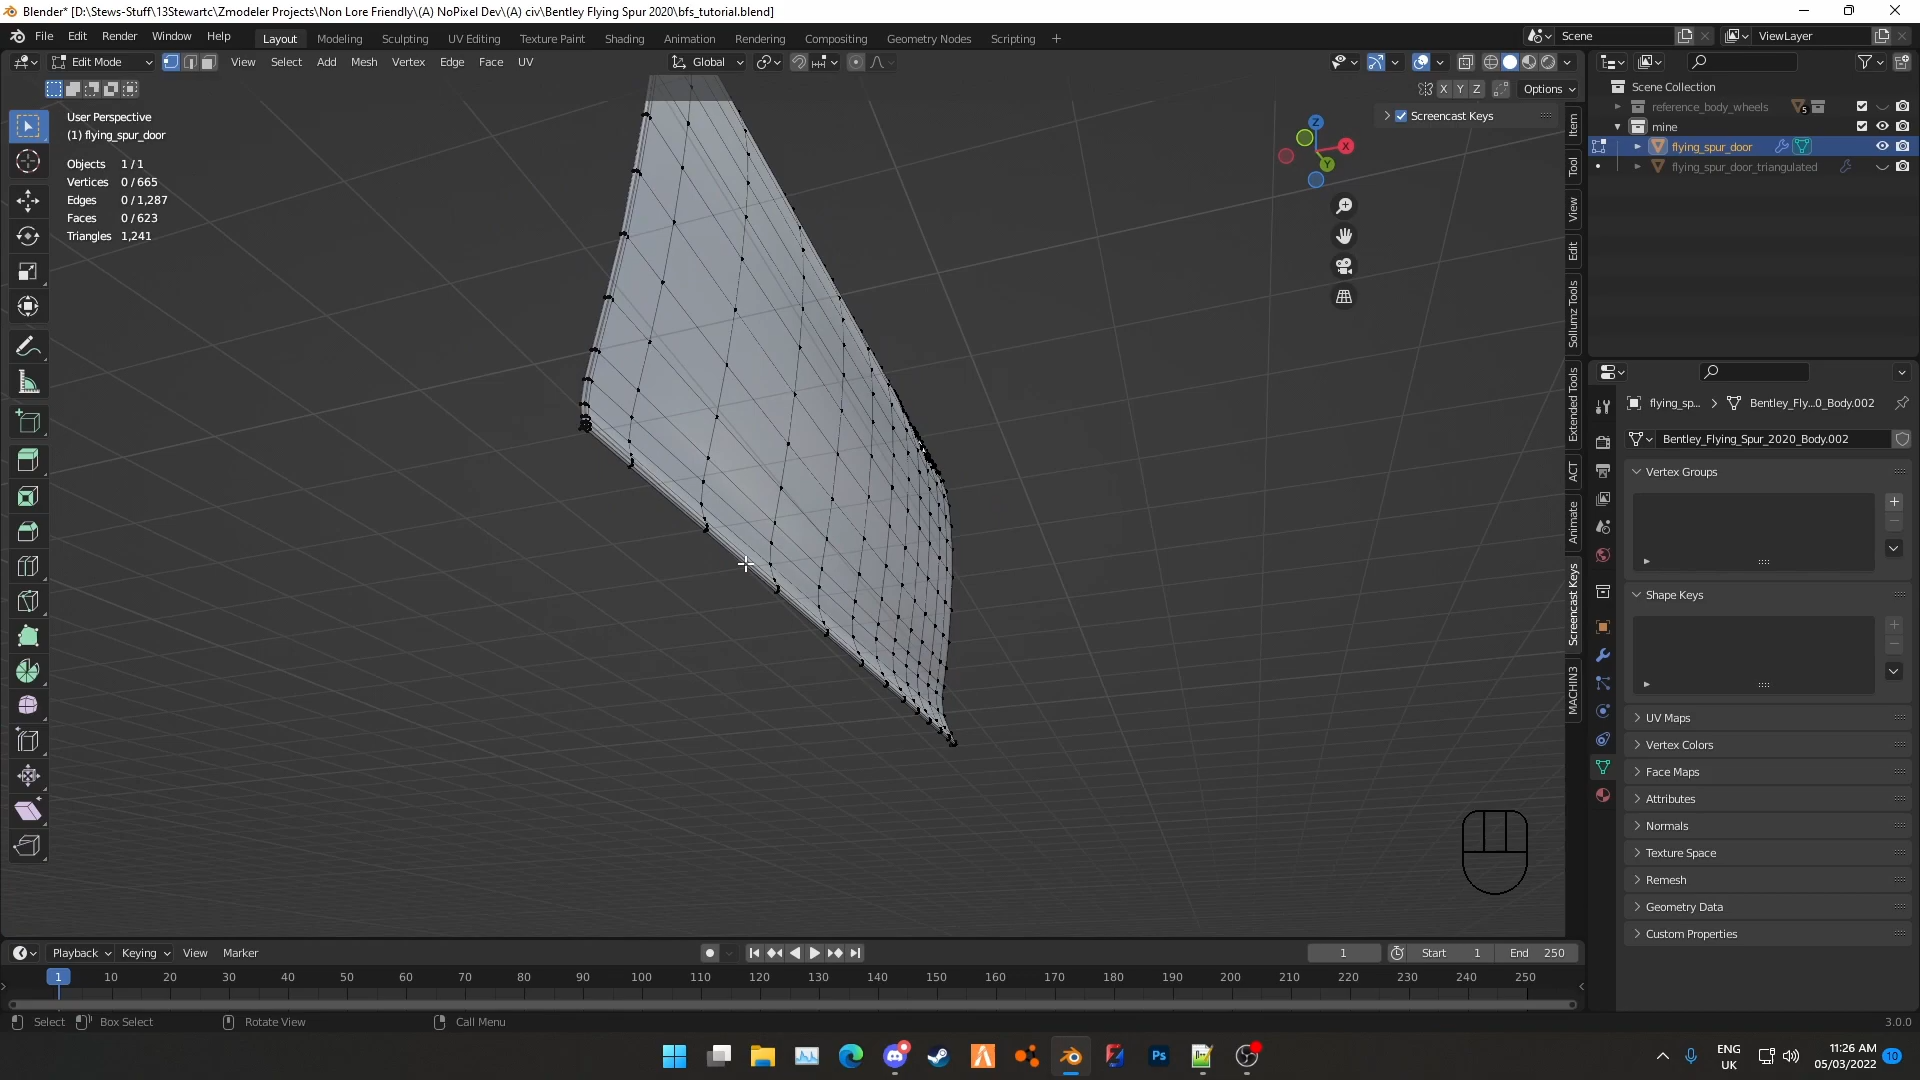 Blender* [D:\Stews-Stuff\13Stewartc\Zmodeler Projects\Non Lore Friendly\(A) NoPixel Dev\(A) civ\Bentley Flying Spur 2020\bfs_tutorial.blend]
File Edit Render Window Help Layout Modeling Sculpting UV Editing Texture Paint Shading Animation Rendering Compositing Geometry Nodes Scripting + Scene ViewLayer
Edit Mode View Select Add Mesh Vertex Edge Face UV Global
X Y Z Options
User Perspective
(1) flying_spur_door
Objects 1/1
Vertices 0/665
Edges 0/1,287
Faces 0/623
Triangles 1,241
Screencast Keys
Z
X
Y
Item
Tool
View
Edit
Sollumz Tools
Extended Tools
ACT
Animate
Screencast Keys
MACHIN3
Scene Collection
reference_body_wheels 5
mine
flying_spur_door
flying_spur_door_triangulated
flying_sp... > Bentley_Fly...0_Body.002
Bentley_Flying_Spur_2020_Body.002
Vertex Groups
Shape Keys
UV Maps
Vertex Colors
Face Maps
Attributes
Normals
Texture Space
Remesh
Geometry Data
Custom Properties
Playback Keying View Marker 1 Start 1 End 250
1 10 20 30 40 50 60 70 80 90 100 110 120 130 140 150 160 170 180 190 200 210 220 230 240 250
Select Box Select Rotate View Call Menu 3.0.0
Ps
ENG
UK
11:26 AM
05/03/2022
10